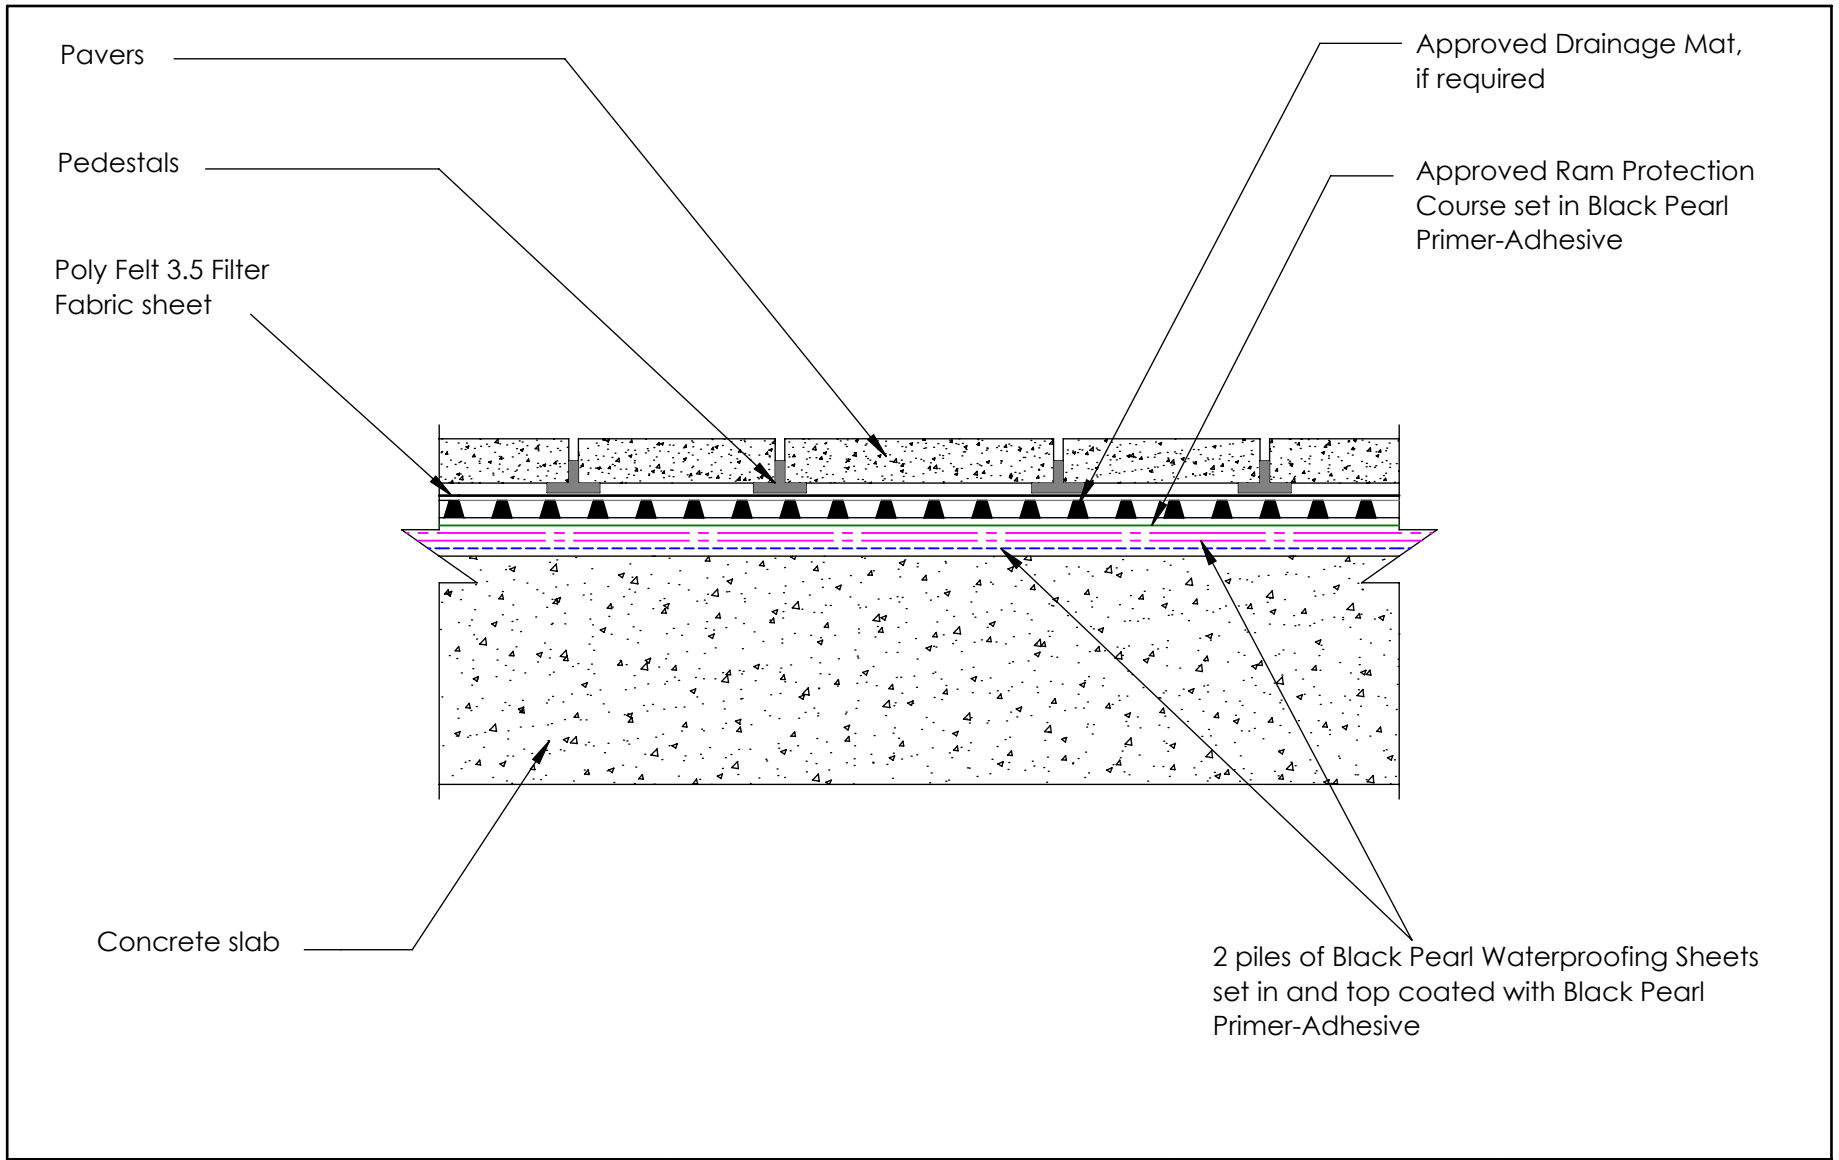 Pavers
Pedestals
Poly Felt 3.5 Filter
Fabric sheet
Concrete slab
Approved Drainage Mat,
if required
Approved Ram Protection
Course set in Black Pearl
Primer-Adhesive
2 piles of Black Pearl Waterproofing Sheets
set in and top coated with Black Pearl
Primer-Adhesive